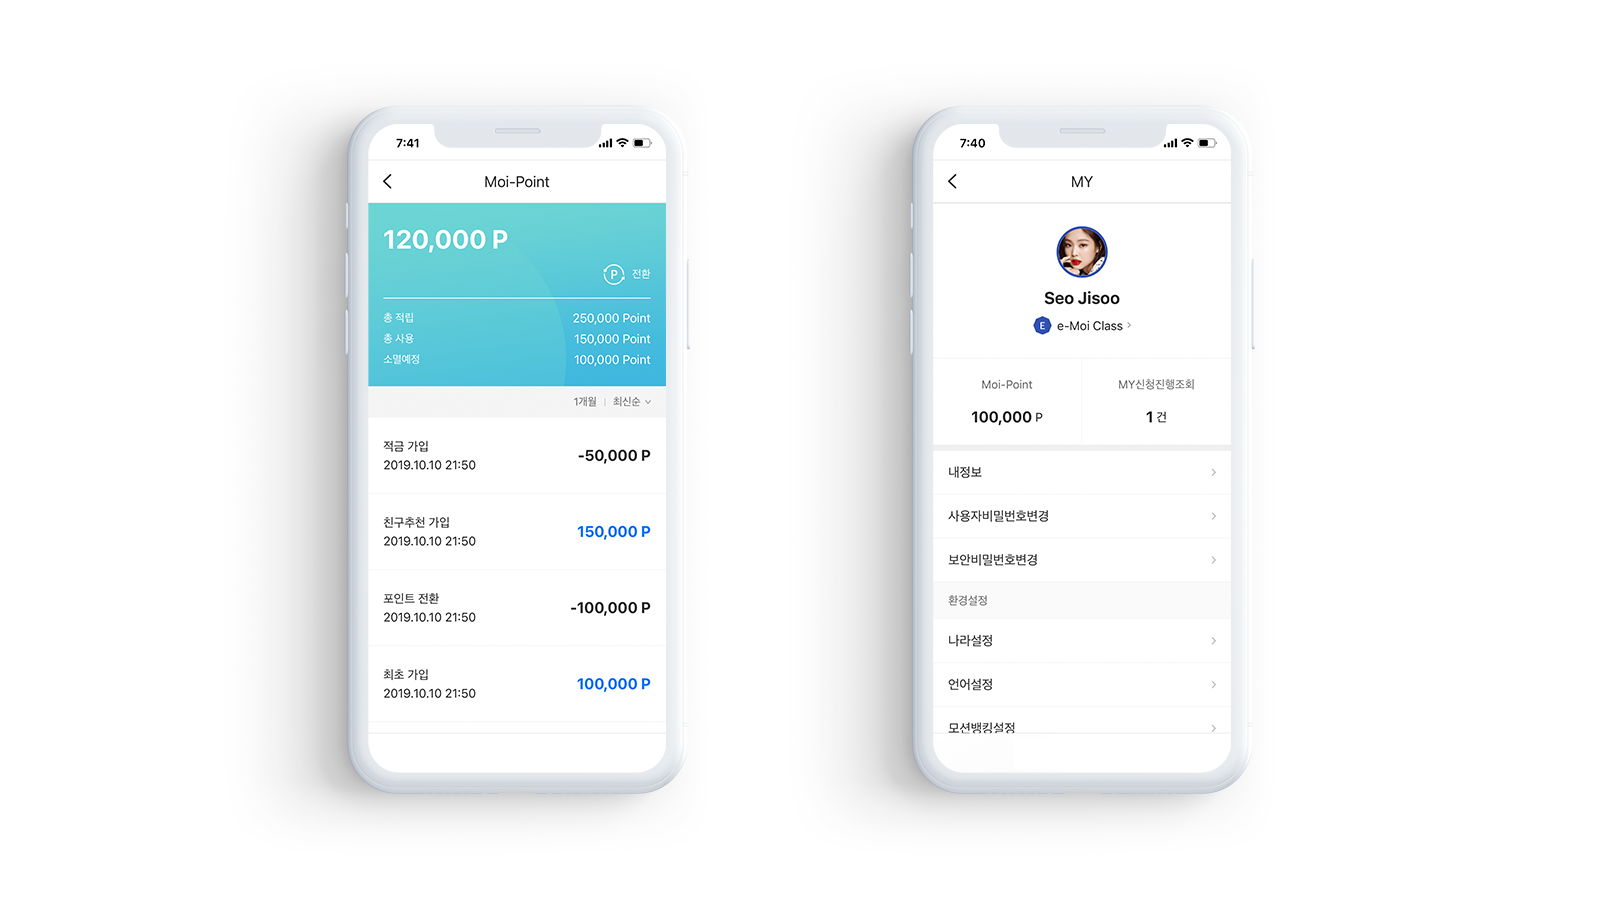 7:41
Moi-Point
120,000 P
P 전환
총 적립 250,000 Point
총 사용 150,000 Point
소멸예정 100,000 Point
1개월 최신순
적금 가입
2019.10.10 21:50
-50,000 P
친구추천 가입
2019.10.10 21:50
150,000 P
포인트 전환
2019.10.10 21:50
-100,000 P
최초 가입
2019.10.10 21:50
100,000 P
7:40
MY
Seo Jisoo
E e-Moi Class
Moi-Point
100,000 P
MY신청진행조회
1 건
내정보
사용자비밀번호변경
보안비밀번호변경
환경설정
나라설정
언어설정
모션뱅킹설정